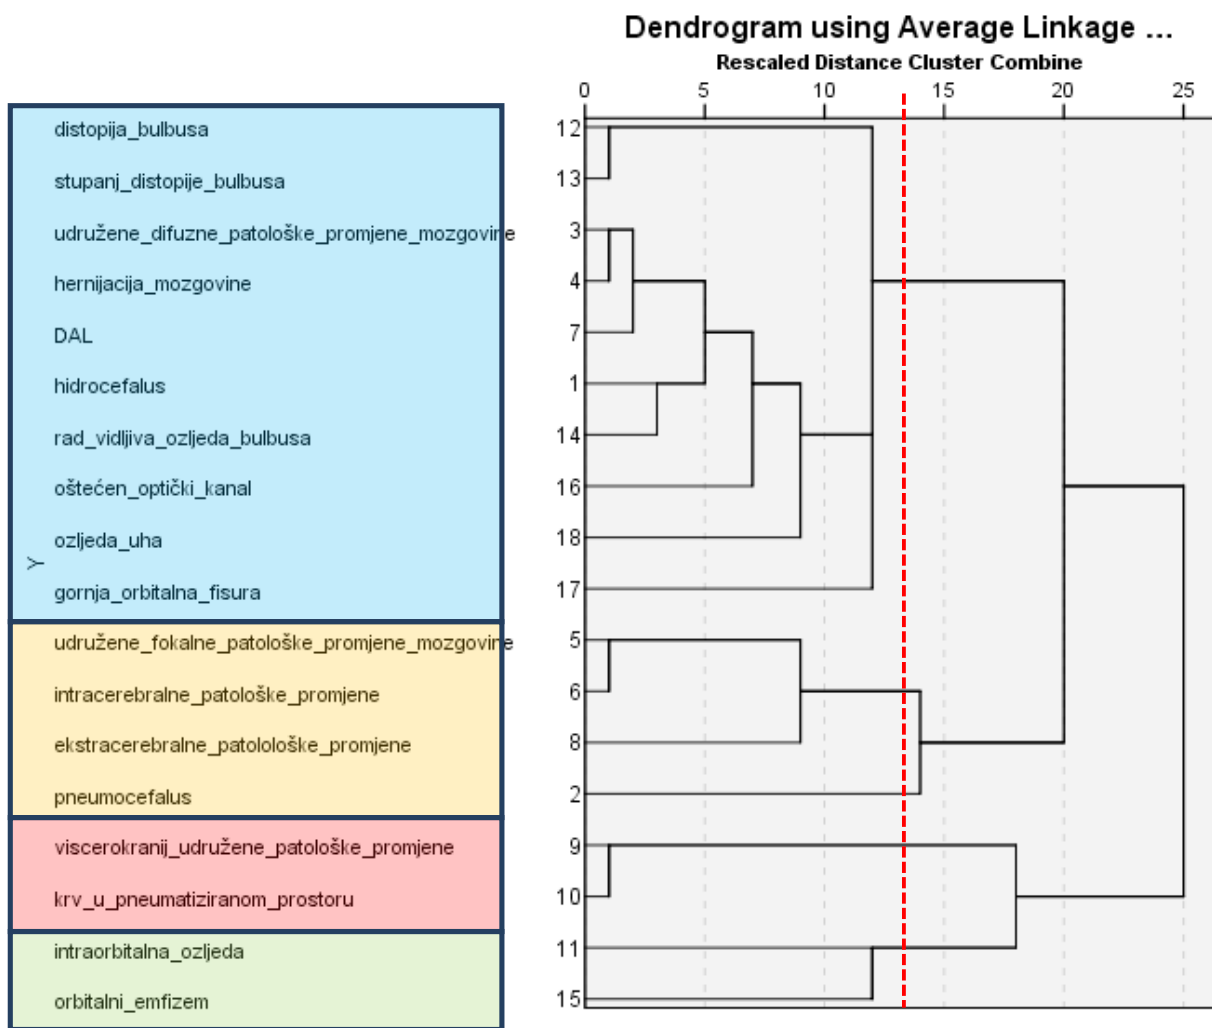 Dendrogram using Average Linkage ...
Rescaled Distance Cluster Combine
0 5 10 15 20 25
distopija_bulbusa 12
stupanj_distopije_bulbusa 13
udružene_difuzne_patološke_promjene_mozgovine 3
hernijacija_mozgovine 4
DAL 7
hidrocefalus 1
rad_vidljiva_ozljeda_bulbusa 14
oštećen_optički_kanal 16
ozljeda_uha 18
Y
gornja_orbitalna_fisura 17
udružene_fokalne_patološke_promjene_mozgovine 5
intracerebralne_patološke_promjene 6
ekstracerebralne_patolološke_promjene 8
pneumocefalus 2
viscerokranij_udružene_patološke_promjene 9
krv_u_pneumatiziranom_prostoru 10
intraorbitalna_ozljeda 11
orbitalni_emfizem 15